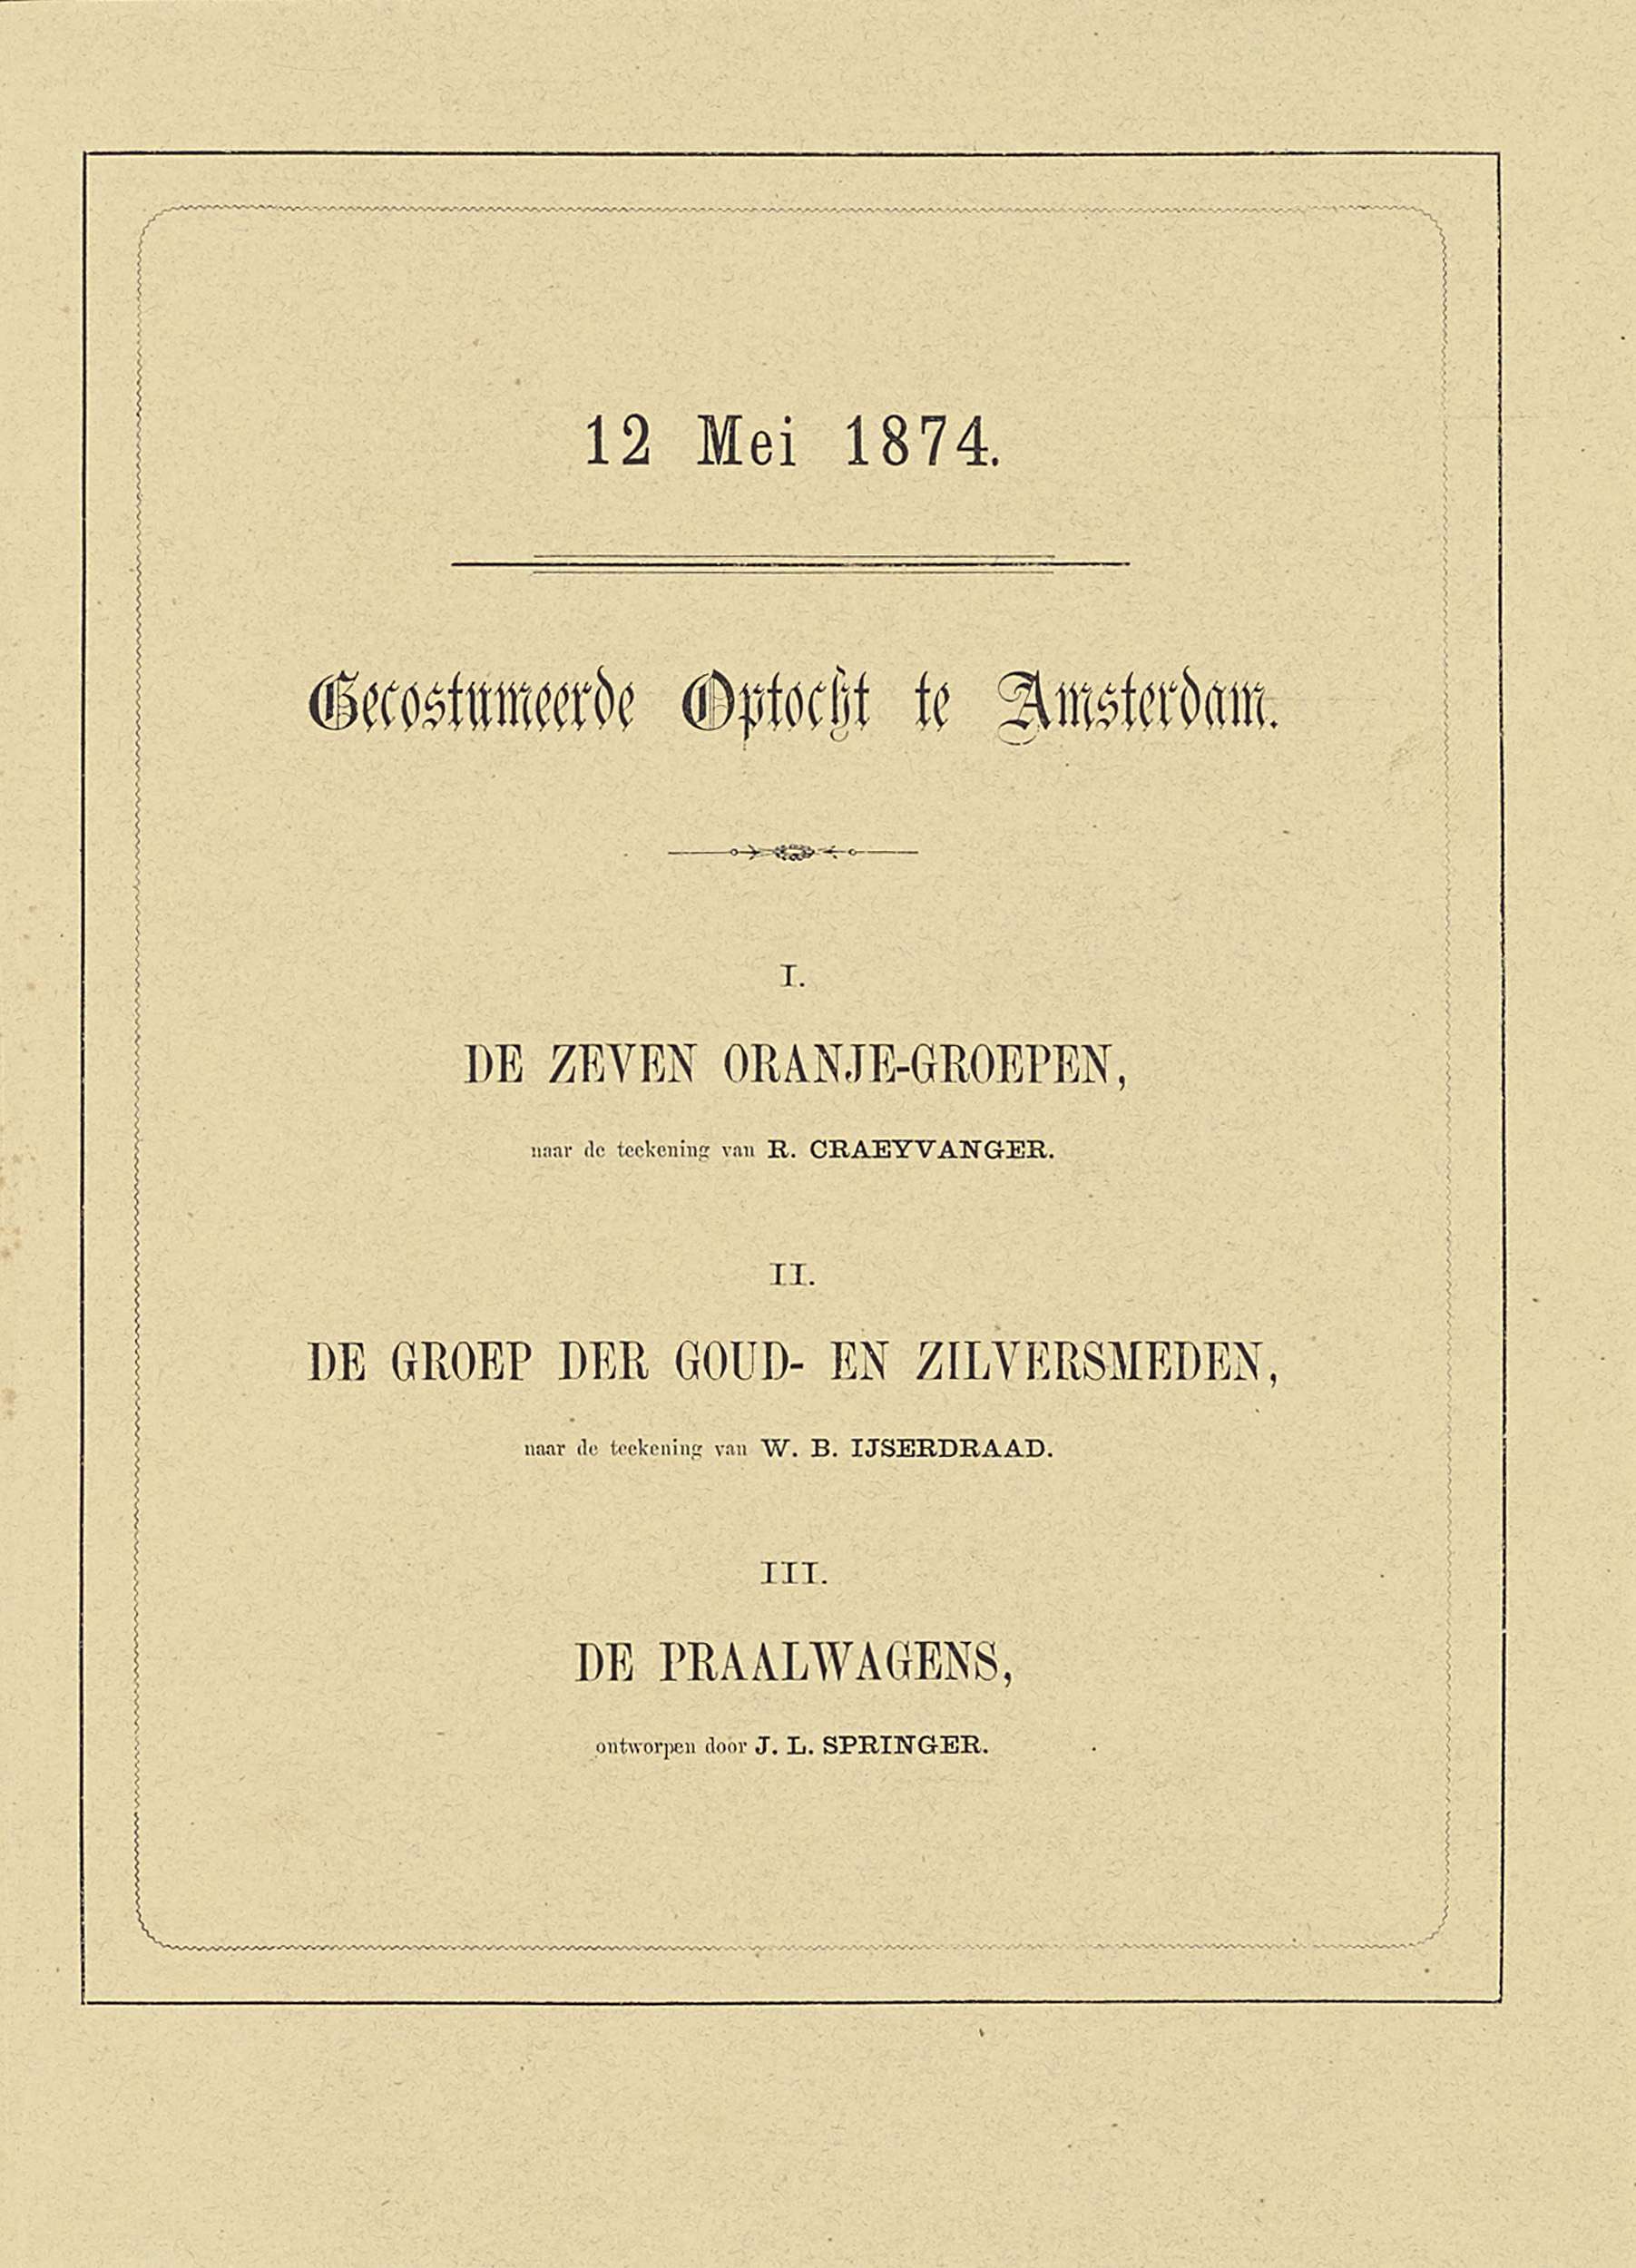 12 Mei 1874.
Gecostumeerde Optocht te Amsterdam.
I.
DE ZEVEN ORANJE-GROEPEN,
naar de teekening van R. CRAEYVANGER.
II.
DE GROEP DER GOUD- EN ZILVERSMEDEN,
naar de teekening van W. B. IJSERDRAAD.
III.
DE PRAALWAGENS,
ontworpen door J. L. SPRINGER.